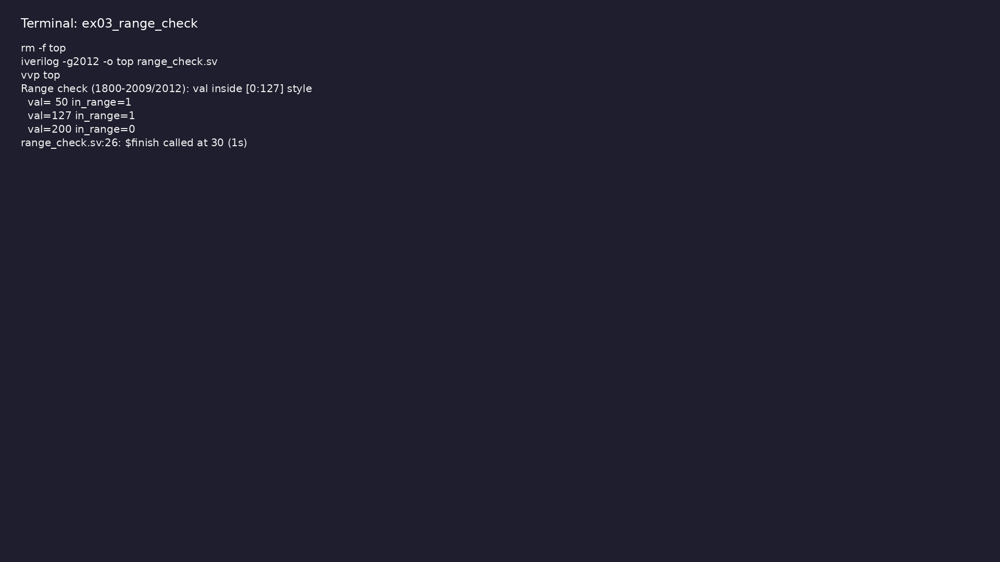 Terminal: ex03_range_check
rm -f top
iverilog -g2012 -o top range_check.sv
vvp top
Range check (1800-2009/2012): val inside [0:127] style
  val= 50 in_range=1
  val=127 in_range=1
  val=200 in_range=0
range_check.sv:26: $finish called at 30 (1s)